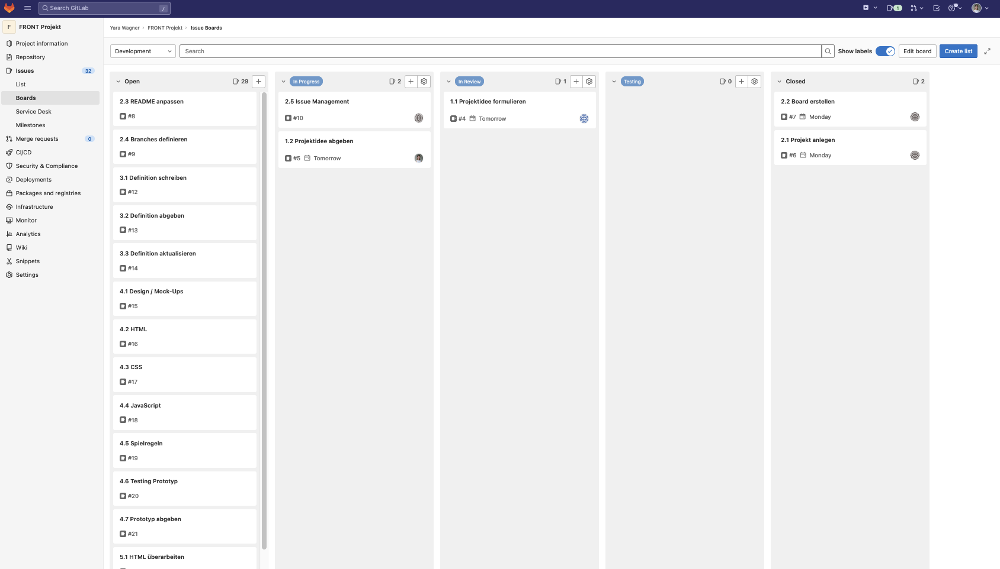 Search GitLab
/
1
F
FRONT Projekt
Project information
Repository
Issues
32
List
Boards
Service Desk
Milestones
Merge requests
0
CI/CD
Security & Compliance
Deployments
Packages and registries
Infrastructure
Monitor
Analytics
Wiki
Snippets
Settings
Yara Wagner › FRONT Projekt › Issue Boards
Development
Search
Show labels
Edit board
Create list
Open
29
2.3 README anpassen
#8
2.4 Branches definieren
#9
3.1 Definition schreiben
#12
3.2 Definition abgeben
#13
3.3 Definition aktualisieren
#14
4.1 Design / Mock-Ups
#15
4.2 HTML
#16
4.3 CSS
#17
4.4 JavaScript
#18
4.5 Spielregeln
#19
4.6 Testing Prototyp
#20
4.7 Prototyp abgeben
#21
5.1 HTML überarbeiten
In Progress
2
2.5 Issue Management
#10
1.2 Projektidee abgeben
#5 Tomorrow
In Review
1
1.1 Projektidee formulieren
#4 Tomorrow
Testing
0
Closed
2
2.2 Board erstellen
#7 Monday
2.1 Projekt anlegen
#6 Monday